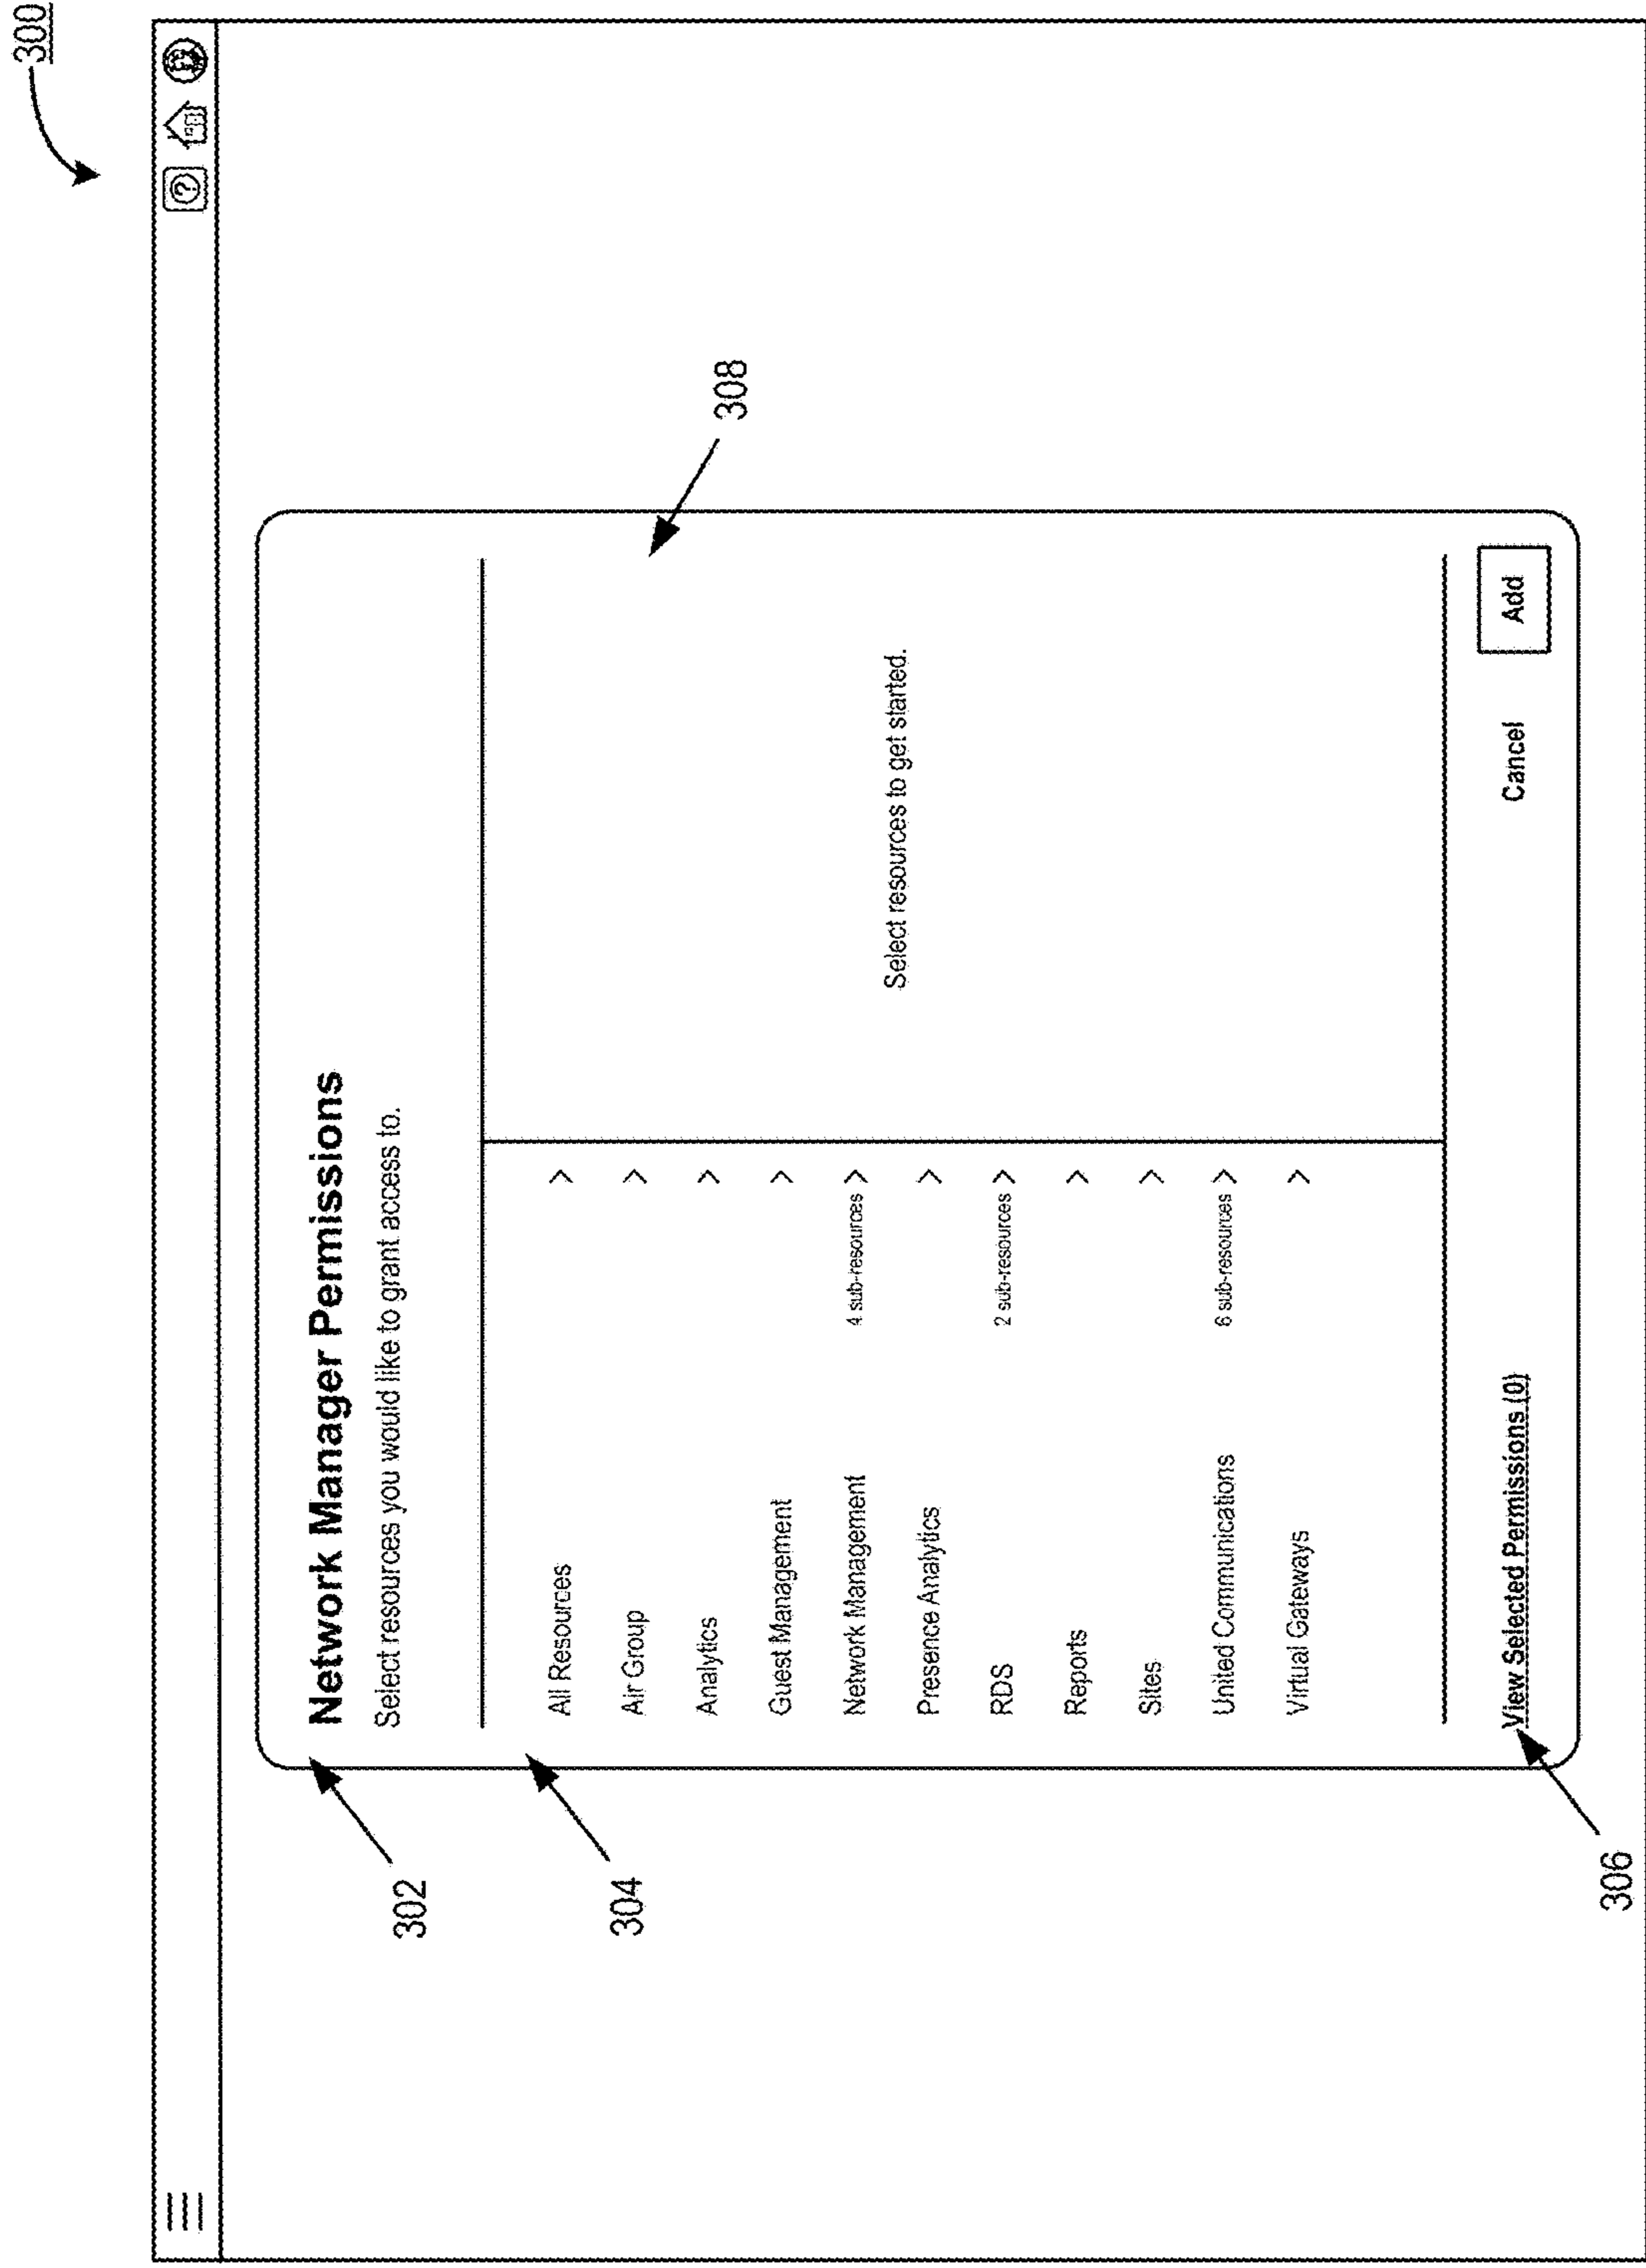 300
?
Network Manager Permissions
302
Select resources you would like to grant access to.
304
All Resources >
Air Group >
Analytics >
Guest Management >
Network Management 4 sub-resources >
Presence Analytics >
RDS 2 sub-resources >
Reports >
Sites >
United Communications 6 sub-resources >
Virtual Gateways >
308
Select resources to get started.
View Selected Permissions (0)
306
Cancel
Add